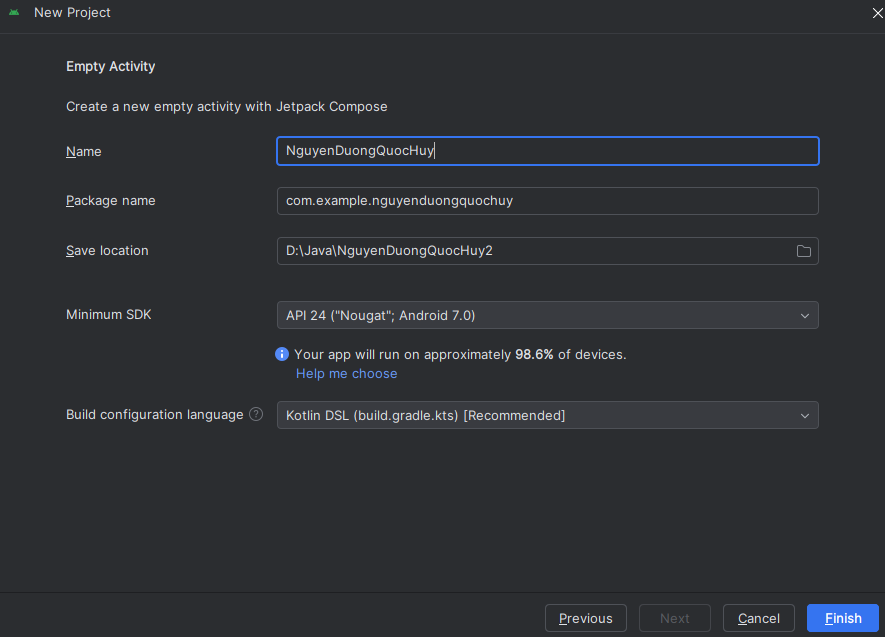 New Project
Empty Activity
Create a new empty activity with Jetpack Compose
Name
NguyenDuongQuocHuy
Package name
com.example.nguyenduongquochuy
Save location
D:\Java\NguyenDuongQuocHuy2
Minimum SDK
API 24 ("Nougat"; Android 7.0)
Your app will run on approximately 98.6% of devices.
Help me choose
Build configuration language
Kotlin DSL (build.gradle.kts) [Recommended]
Previous
Next
Cancel
Finish